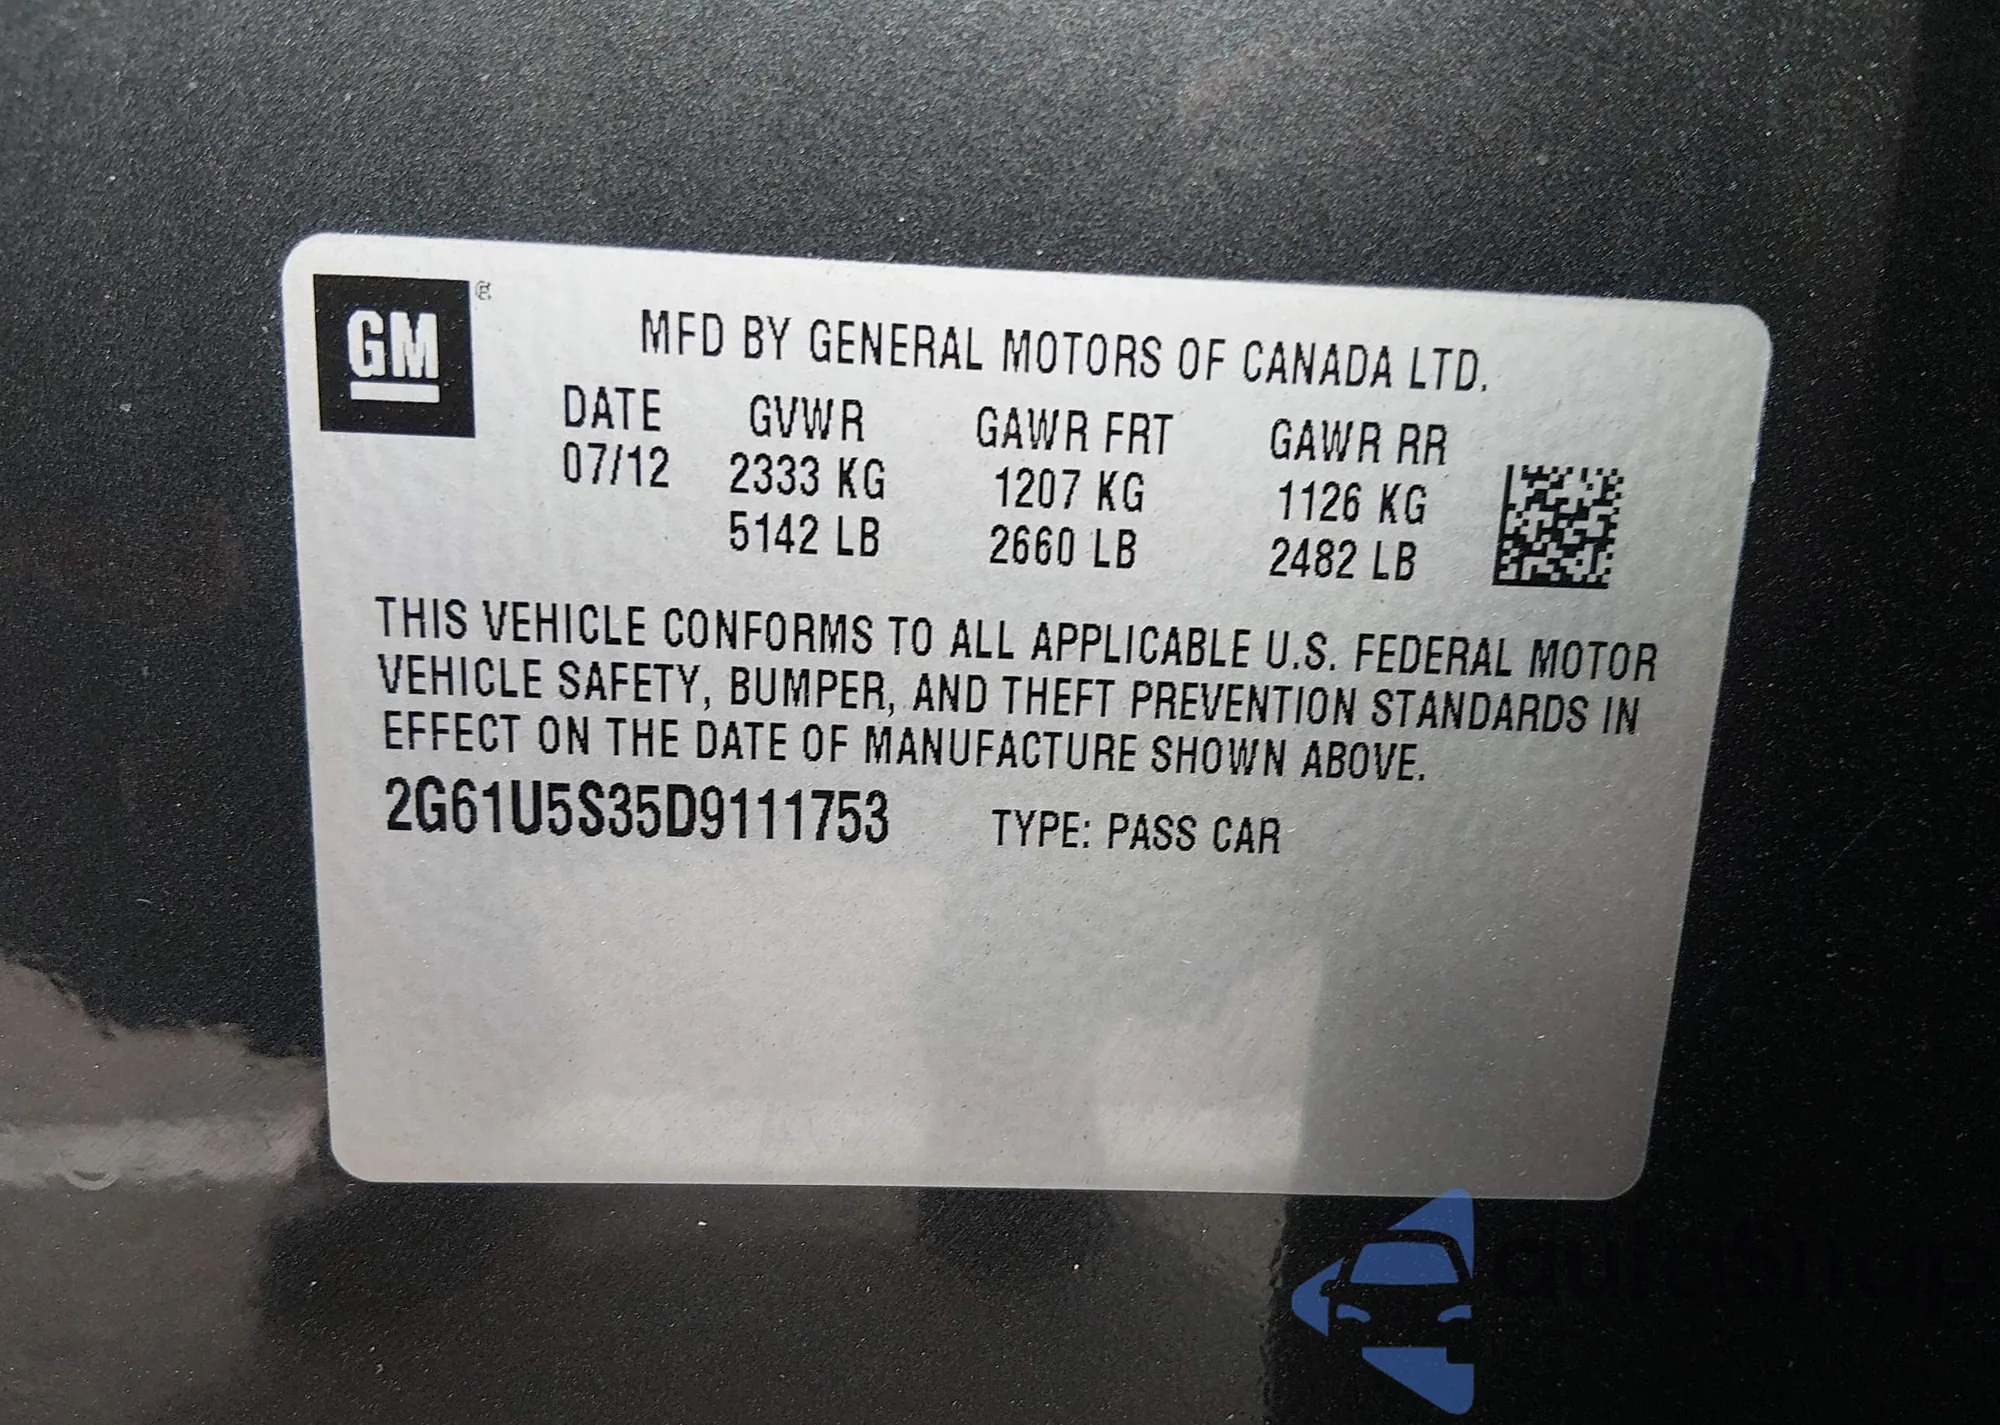 GM
MFD BY GENERAL MOTORS OF CANADA LTD.
DATE GVWR GAWR FRT GAWR RR
07/12 2333 KG 1207 KG 1126 KG
5142 LB 2660 LB 2482 LB
THIS VEHICLE CONFORMS TO ALL APPLICABLE U.S. FEDERAL MOTOR
VEHICLE SAFETY, BUMPER, AND THEFT PREVENTION STANDARDS IN
EFFECT ON THE DATE OF MANUFACTURE SHOWN ABOVE.
2G61U5S35D9111753 TYPE: PASS CAR